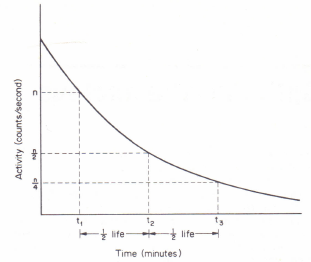 Activity (counts/second)
n
n/2
n/4
t₁ t₂ t₃
½ life ½ life
Time (minutes)